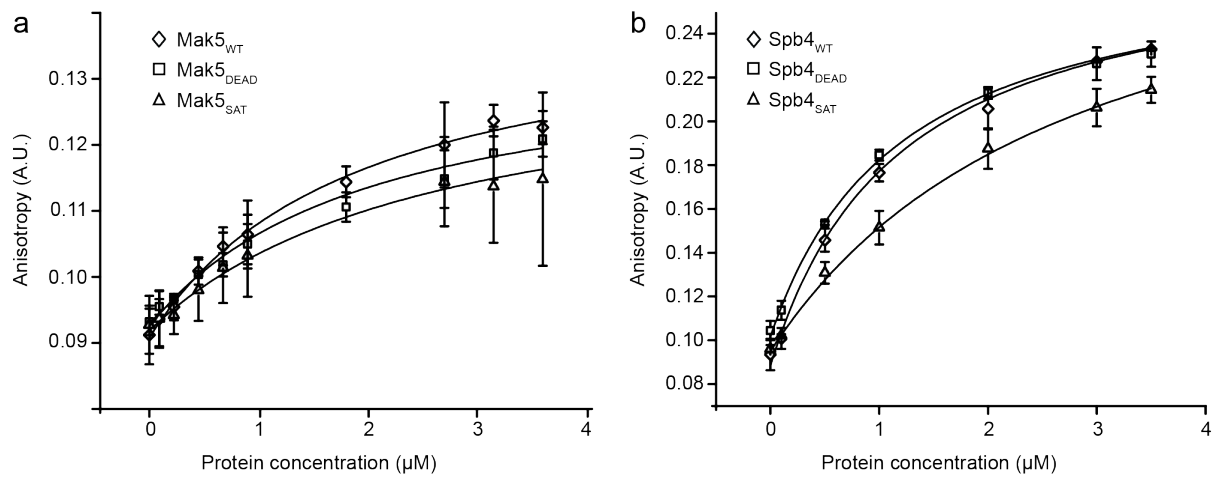 a
Mak5WT
Mak5DEAD
Mak5SAT
0.13
0.12
0.11
0.10
0.09
Anisotropy (A.U.)
0 1 2 3 4
Protein concentration (µM)
b
Spb4WT
Spb4DEAD
Spb4SAT
0.24
0.22
0.20
0.18
0.16
0.14
0.12
0.10
0.08
Anisotropy (A.U.)
0 1 2 3 4
Protein concentration (µM)